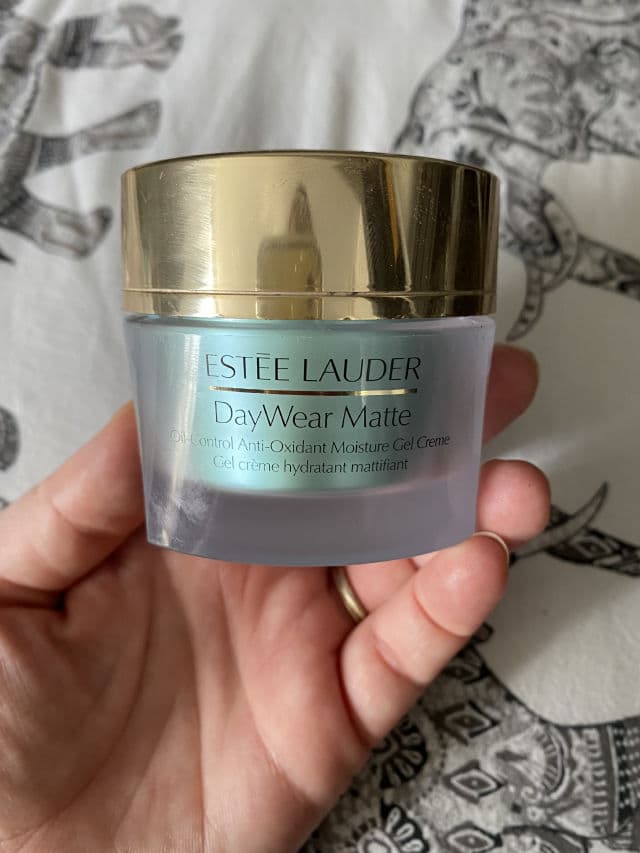 ESTĒE LAUDER
DayWear Matte
Oil-Control Anti-Oxidant Moisture Gel Creme
Gel crème hydratant mattifiant